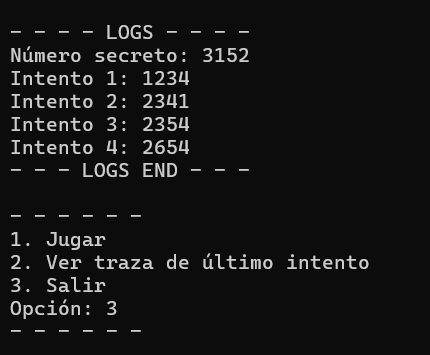 - - - - LOGS - - - -
Número secreto: 3152
Intento 1: 1234
Intento 2: 2341
Intento 3: 2354
Intento 4: 2654
- - - LOGS END - - -
- - - - - -
1. Jugar
2. Ver traza de último intento
3. Salir
Opción: 3
- - - - - -